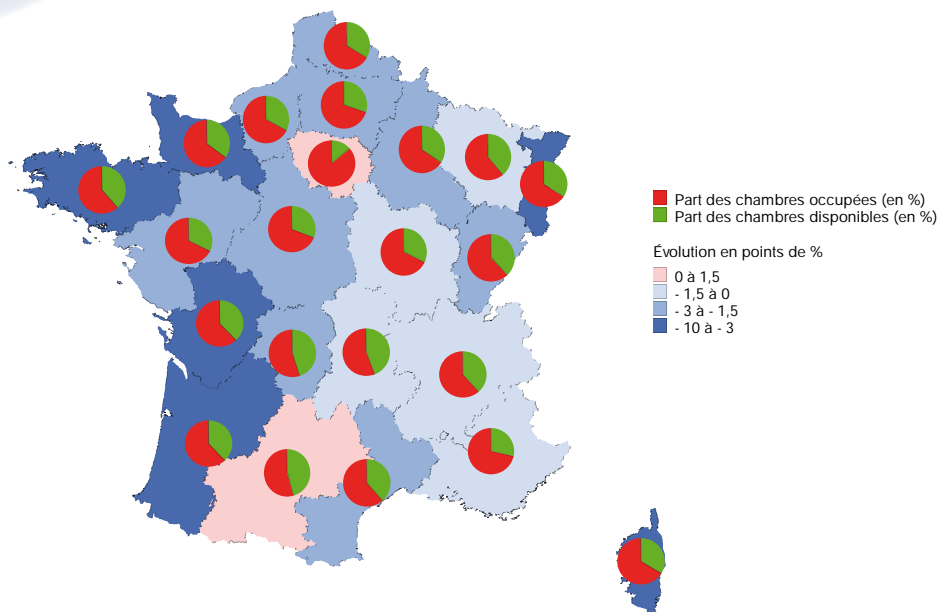 Part des chambres occupées (en %)
Part des chambres disponibles (en %)
Évolution en points de %
0 à 1,5
- 1,5 à 0
- 3 à - 1,5
- 10 à - 3